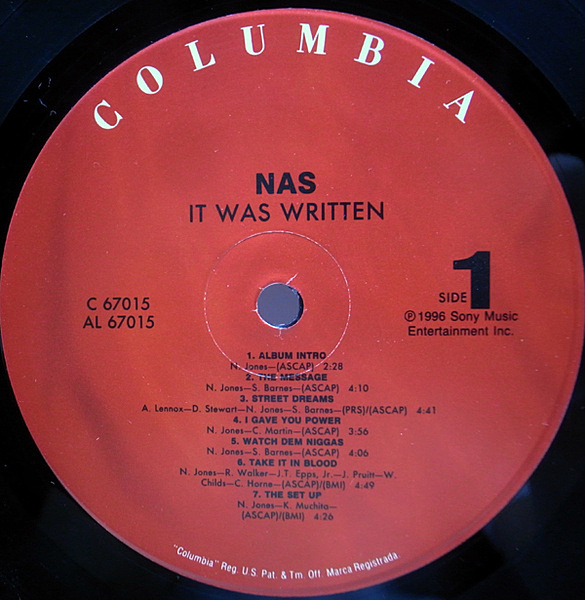 COLUMBIA
NAS
IT WAS WRITTEN
C 67015
AL 67015
SIDE 1
℗ 1996 Sony Music
Entertainment Inc.
1. ALBUM INTRO
N. Jones—(ASCAP) 2:28
2. THE MESSAGE
N. Jones—S. Barnes—(ASCAP) 4:10
3. STREET DREAMS
A. Lennox—D. Stewart—N. Jones—S. Barnes—(PRS)/(ASCAP) 4:41
4. I GAVE YOU POWER
N. Jones—C. Martin—(ASCAP) 3:56
5. WATCH DEM NIGGAS
N. Jones—S. Barnes—(ASCAP) 4:06
6. TAKE IT IN BLOOD
N. Jones—R. Walker—J.T. Epps, Jr.—J. Pruitt—W.
Childs—C. Horne—(ASCAP)/(BMI) 4:49
7. THE SET UP
N. Jones—K. Muchita—
(ASCAP)/(BMI) 4:26
"Columbia" Reg. U.S. Pat. & Tm. Off. Marca Registrada.